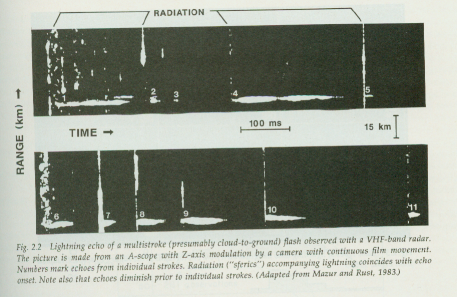 RADIATION
2
3
4
5
TIME →
100 ms
15 km
RANGE (km) →
6
7
8
9
10
11
Fig. 2.2 Lightning echo of a multistroke (presumably cloud-to-ground) flash observed with a VHF-band radar.
The picture is made from an A-scope with Z-axis modulation by a camera with continuous film movement.
Numbers mark echoes from individual strokes. Radiation ("sferics") accompanying lightning coincides with echo
onset. Note also that echoes diminish prior to individual strokes. (Adapted from Mazur and Rust, 1983.)